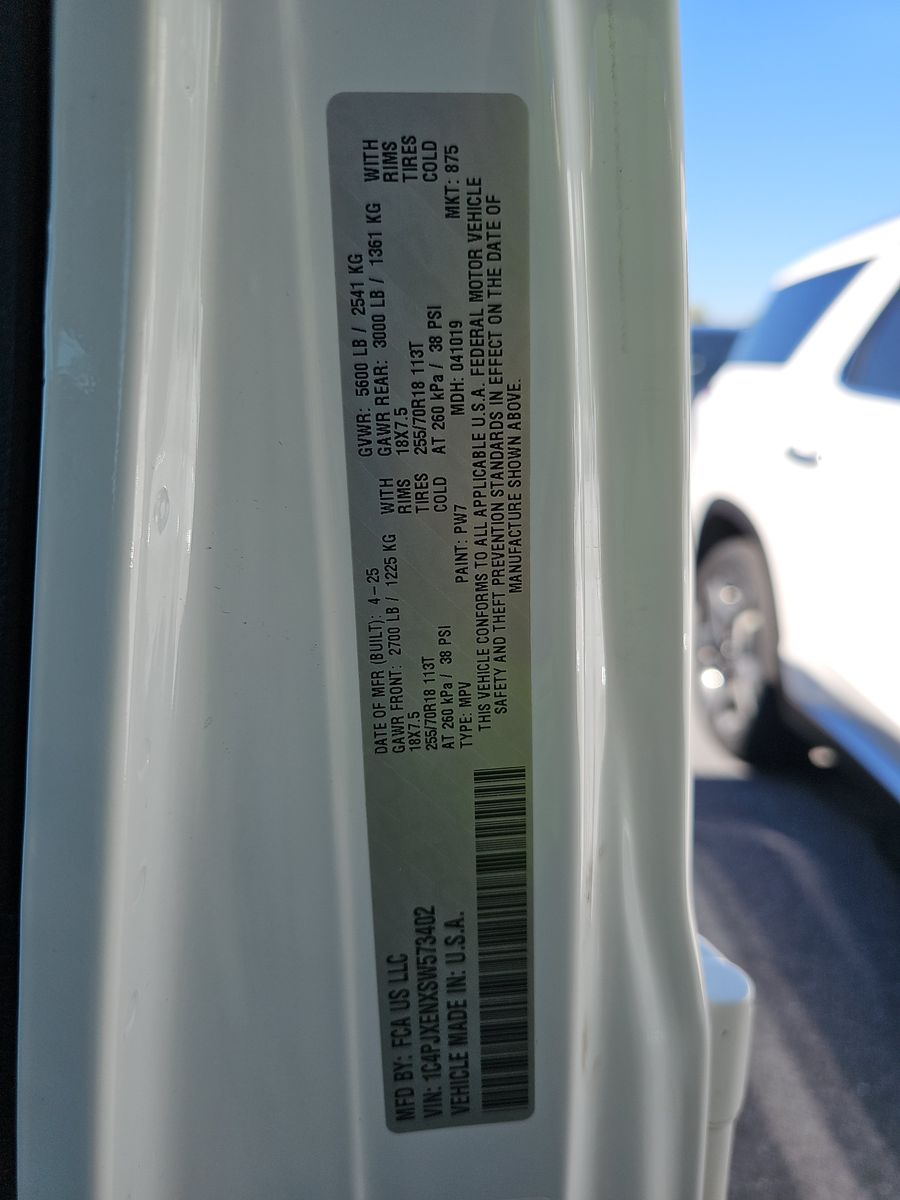 MFD BY: FCA US LLC
VIN: 1C4PJXENXSW573402
VEHICLE MADE IN: U.S.A.
DATE OF MFR (BUILT): 4-25 GVWR: 5600 LB / 2541 KG
GAWR FRONT: 2700 LB / 1225 KG WITH GAWR REAR: 3000 LB / 1361 KG WITH
18X7.5 RIMS 18X7.5 RIMS
255/70R18 113T TIRES 255/70R18 113T TIRES
AT 260 kPa / 38 PSI COLD AT 260 kPa / 38 PSI COLD
TYPE: MPV PAINT: PW7 MDH: 041019 MKT: 875
THIS VEHICLE CONFORMS TO ALL APPLICABLE U.S.A. FEDERAL MOTOR VEHICLE
SAFETY AND THEFT PREVENTION STANDARDS IN EFFECT ON THE DATE OF
MANUFACTURE SHOWN ABOVE.